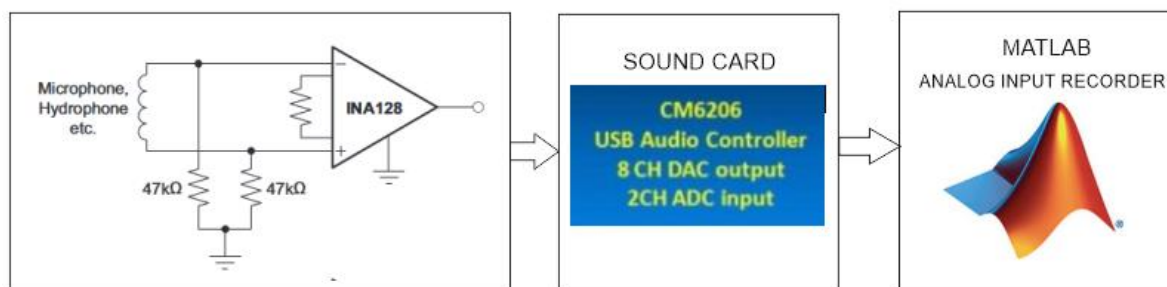 Microphone,
Hydrophone
etc.
−
INA128
+
47kΩ
47kΩ
SOUND CARD
CM6206
USB Audio Controller
8 CH DAC output
2CH ADC input
MATLAB
ANALOG INPUT RECORDER
®